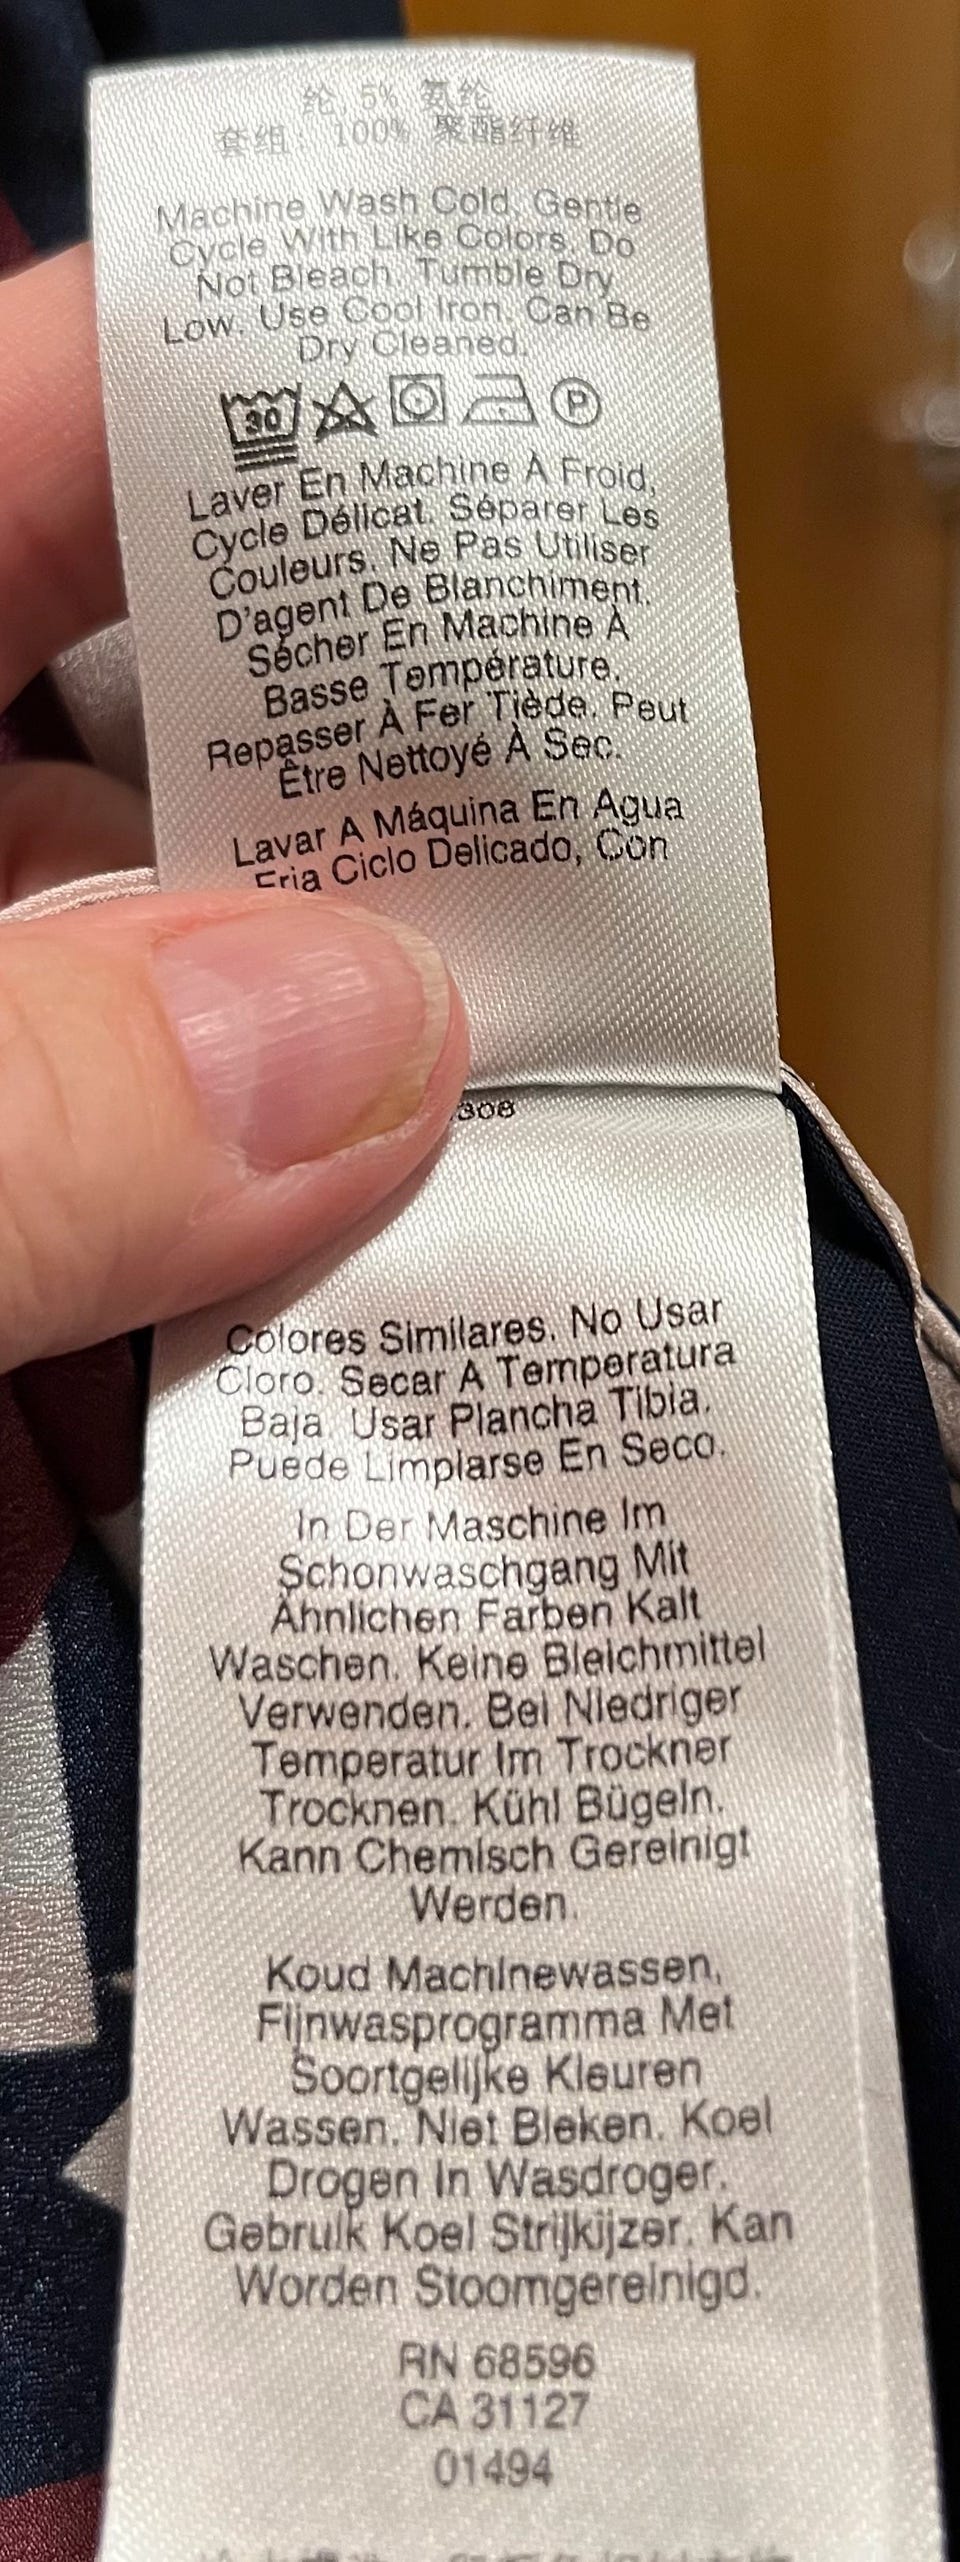 纶, 5% 氨纶
套组: 100% 聚酯纤维
Machine Wash Cold, Gentle
Cycle With Like Colors. Do
Not Bleach. Tumble Dry
Low. Use Cool Iron. Can Be
Dry Cleaned.
30
P
Laver En Machine À Froid,
Cycle Délicat. Séparer Les
Couleurs. Ne Pas Utiliser
D'agent De Blanchiment.
Sécher En Machine À
Basse Température.
Repasser À Fer Tiède. Peut
Être Nettoyé À Sec.
Lavar A Máquina En Agua
Fria Ciclo Delicado, Con
308
Colores Similares. No Usar
Cloro. Secar A Temperatura
Baja. Usar Plancha Tibia.
Puede Limpiarse En Seco.
In Der Maschine Im
Schonwaschgang Mit
Ähnlichen Farben Kalt
Waschen. Keine Bleichmittel
Verwenden. Bei Niedriger
Temperatur Im Trockner
Trocknen. Kühl Bügeln.
Kann Chemisch Gereinigt
Werden.
Koud Machinewassen,
Fijnwasprogramma Met
Soortgelijke Kleuren
Wassen. Niet Bleken. Koel
Drogen In Wasdroger.
Gebruik Koel Strijkijzer. Kan
Worden Stoomgereinigd.
RN 68596
CA 31127
01494